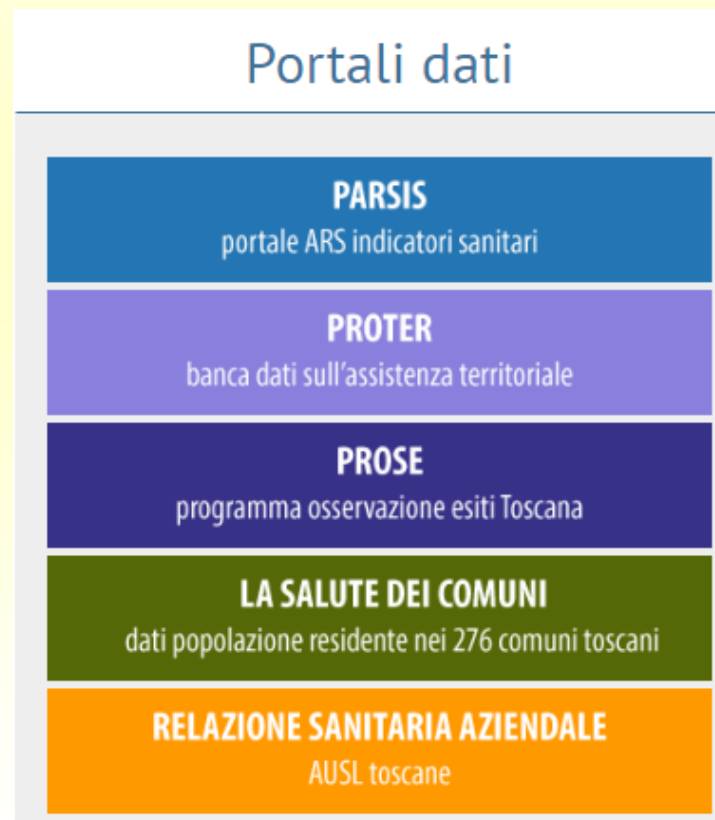 Portali dati
PARSIS
portale ARS indicatori sanitari
PROTER
banca dati sull'assistenza territoriale
PROSE
programma osservazione esiti Toscana
LA SALUTE DEI COMUNI
dati popolazione residente nei 276 comuni toscani
RELAZIONE SANITARIA AZIENDALE
AUSL toscane